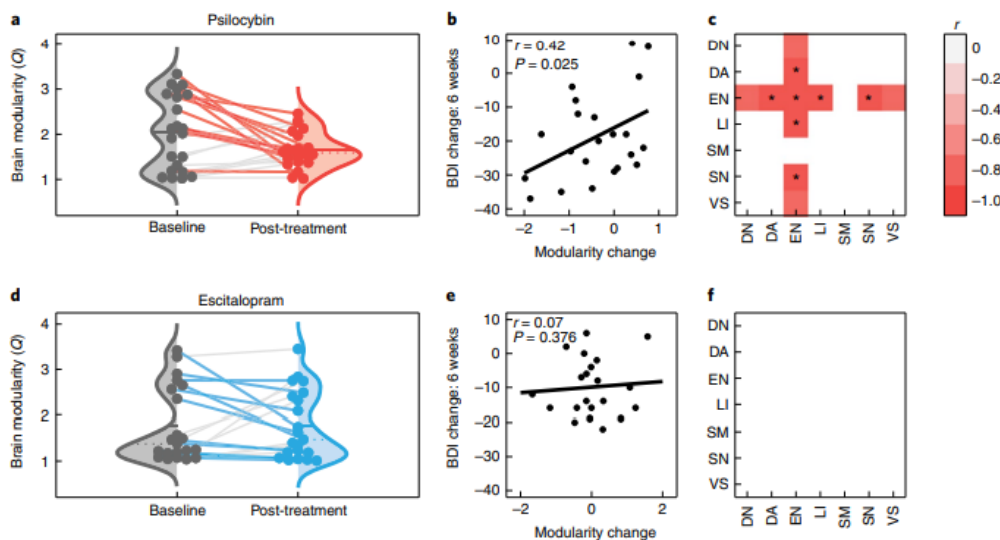 a
Psilocybin
Brain modularity (Q)
4
3
2
1
Baseline
Post-treatment
b
r = 0.42
P = 0.025
BDI change: 6 weeks
10
0
−10
−20
−30
−40
−2
−1
0
1
Modularity change
c
DN
DA
EN
LI
SM
SN
VS
* 
* * * *
*
*
DN DA EN LI SM SN VS
r
0
−0.2
−0.4
−0.6
−0.8
−1.0
d
Escitalopram
Brain modularity (Q)
4
3
2
1
Baseline
Post-treatment
e
r = 0.07
P = 0.376
BDI change: 6 weeks
10
0
−10
−20
−30
−40
−2
0
2
Modularity change
f
DN
DA
EN
LI
SM
SN
VS
DN DA EN LI SM SN VS